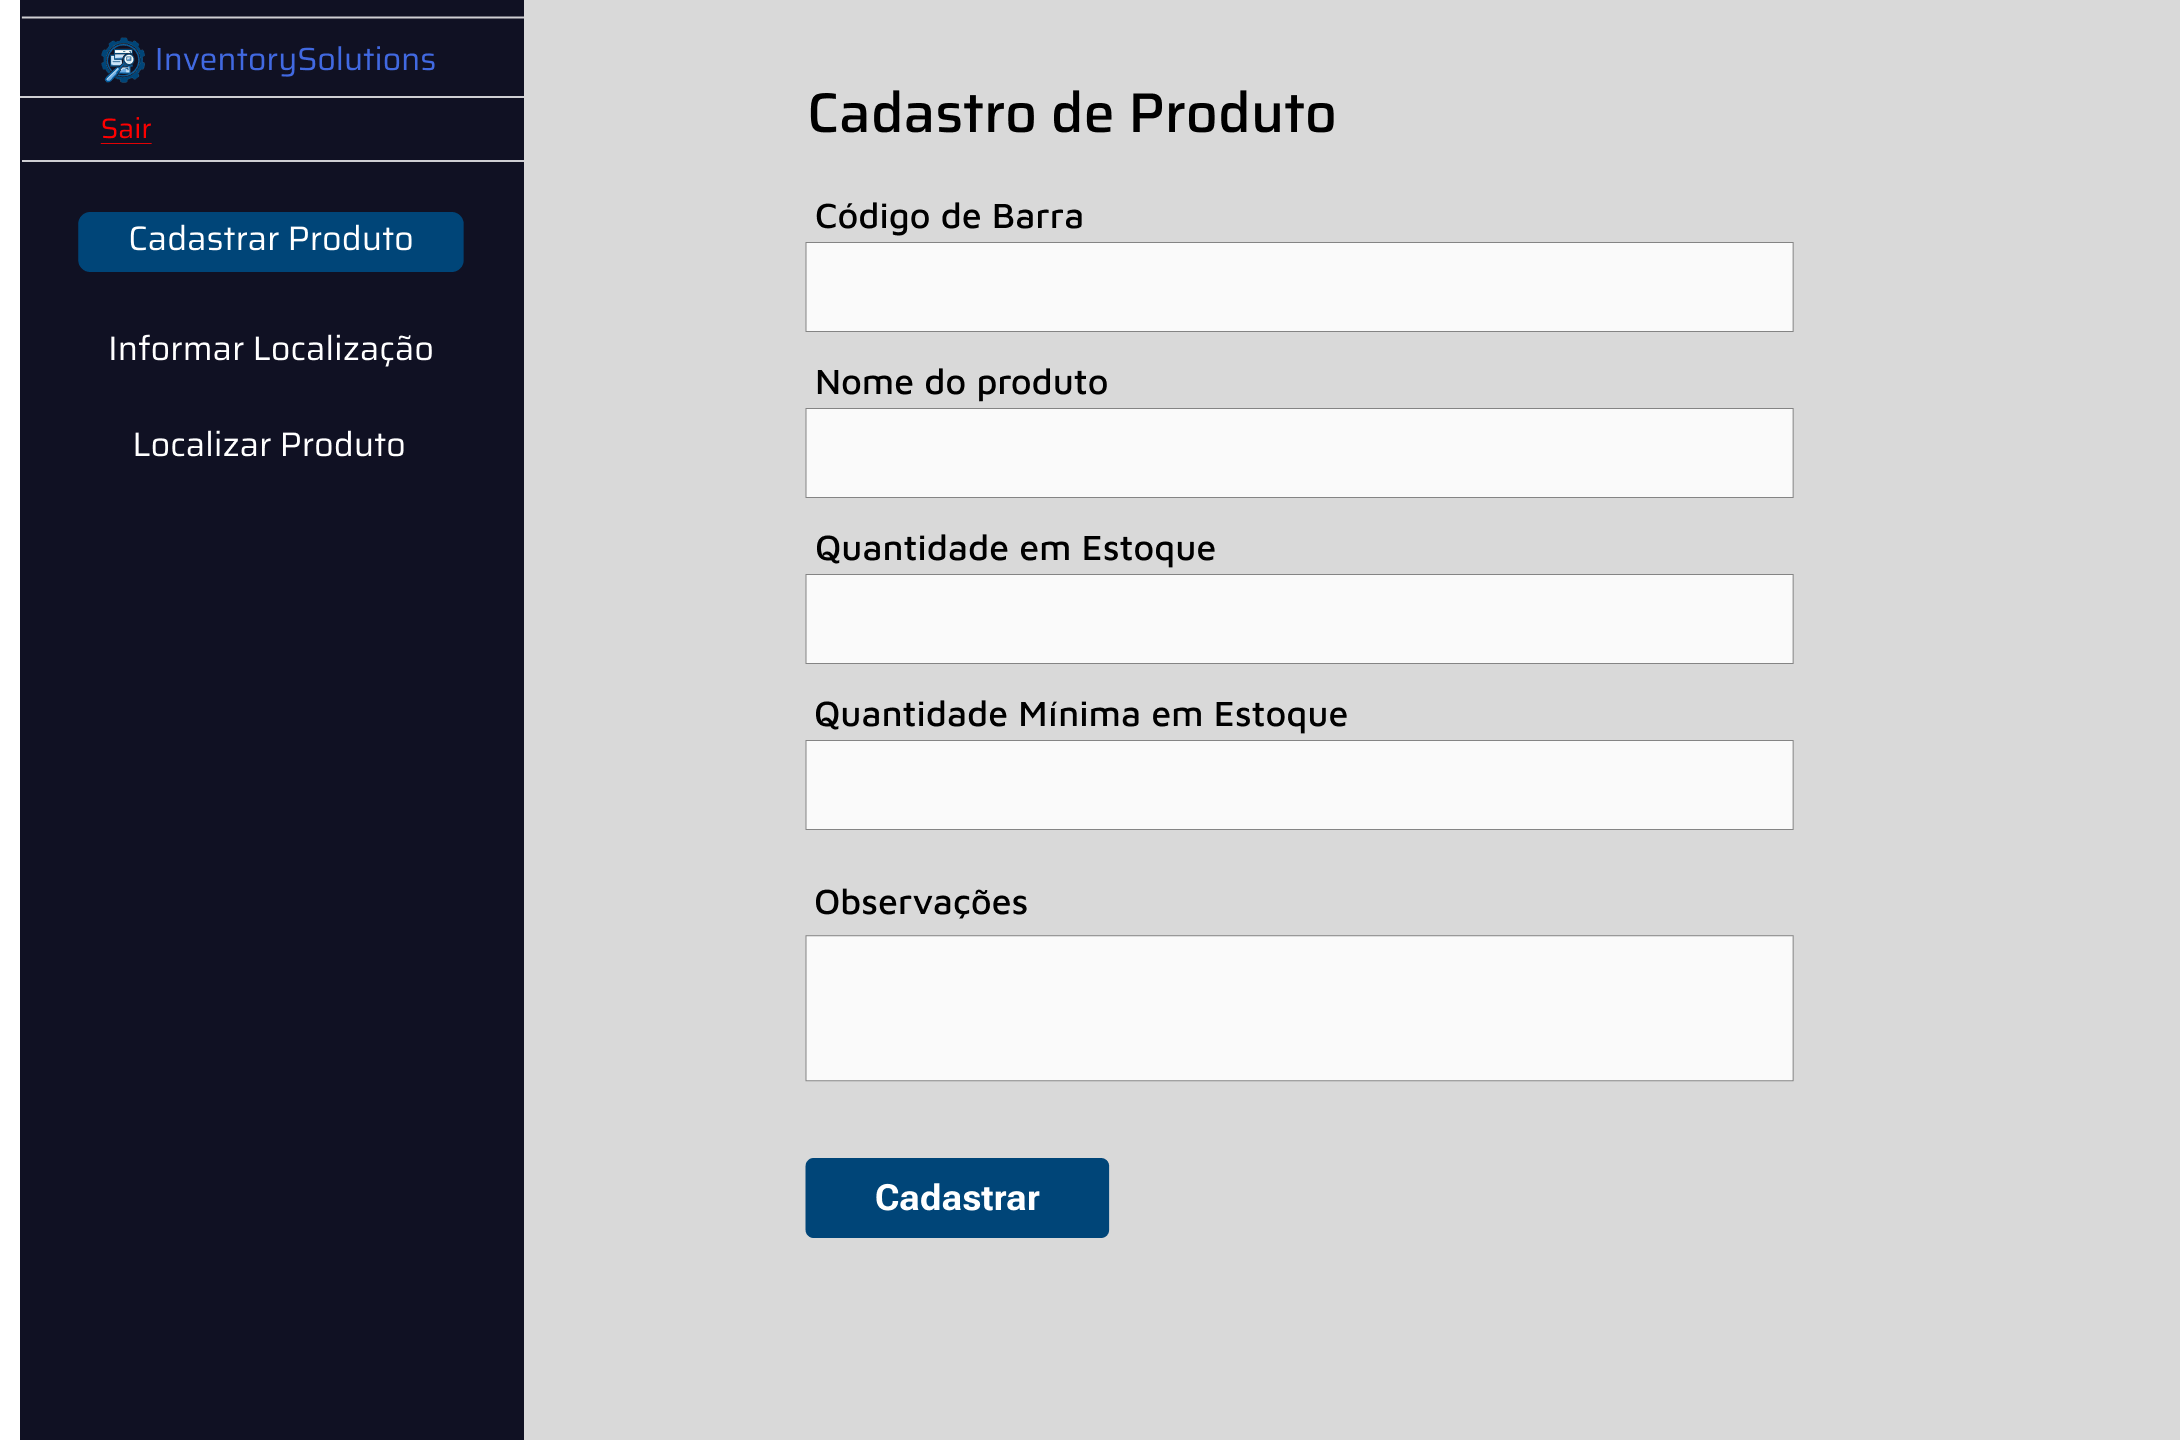 InventorySolutions
Sair
Cadastrar Produto
Informar Localização
Localizar Produto
Cadastro de Produto
Código de Barra
Nome do produto
Quantidade em Estoque
Quantidade Mínima em Estoque
Observações
Cadastrar